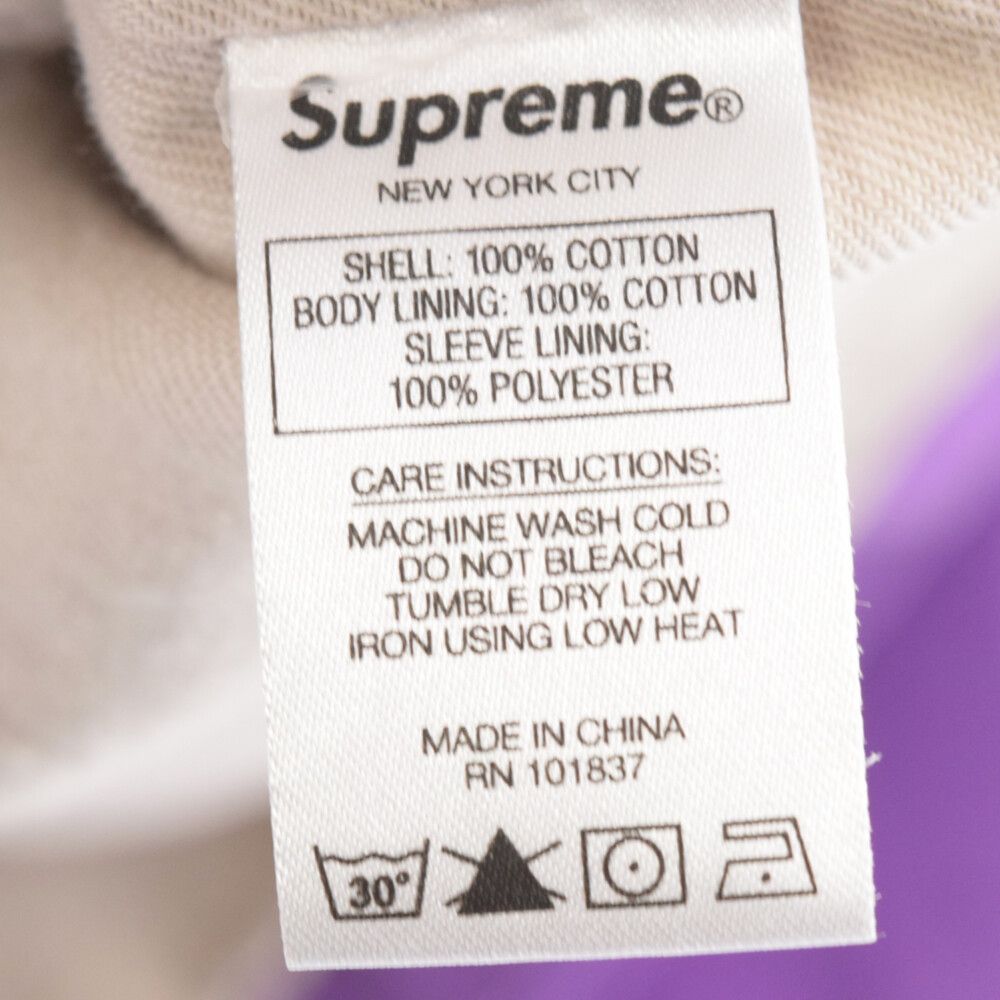 Supreme®
NEW YORK CITY
SHELL: 100% COTTON
BODY LINING: 100% COTTON
SLEEVE LINING:
100% POLYESTER
CARE INSTRUCTIONS:
MACHINE WASH COLD
DO NOT BLEACH
TUMBLE DRY LOW
IRON USING LOW HEAT
MADE IN CHINA
RN 101837
30°